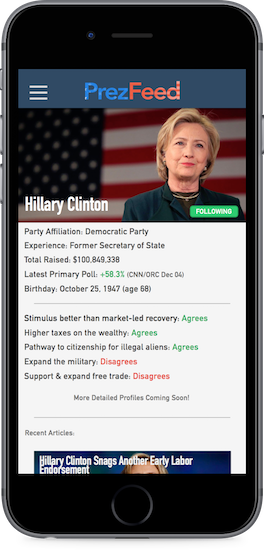 PrezFeed
Hillary Clinton
FOLLOWING
Party Affiliation: Democratic Party
Experience: Former Secretary of State
Total Raised: $100,849,338
Latest Primary Poll: +58.3% (CNN/ORC Dec 04)
Birthday: October 25, 1947 (age 68)
Stimulus better than market-led recovery: Agrees
Higher taxes on the wealthy: Agrees
Pathway to citizenship for illegal aliens: Agrees
Expand the military: Disagrees
Support & expand free trade: Disagrees
More Detailed Profiles Coming Soon!
Recent Articles:
Hillary Clinton Snags Another Early Labor
Endorsement